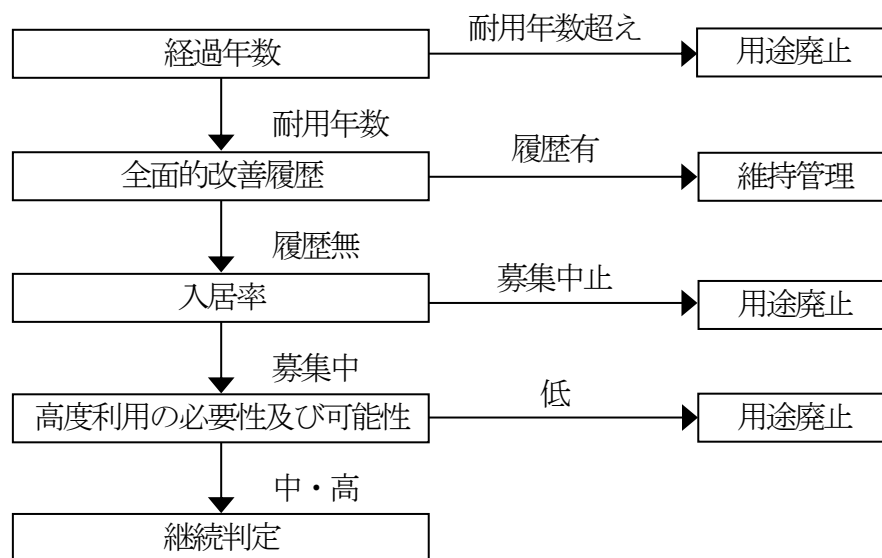 経過年数
耐用年数超え
用途廃止
耐用年数
全面的改善履歴
履歴有
維持管理
履歴無
入居率
募集中止
用途廃止
募集中
高度利用の必要性及び可能性
低
用途廃止
中・高
継続判定